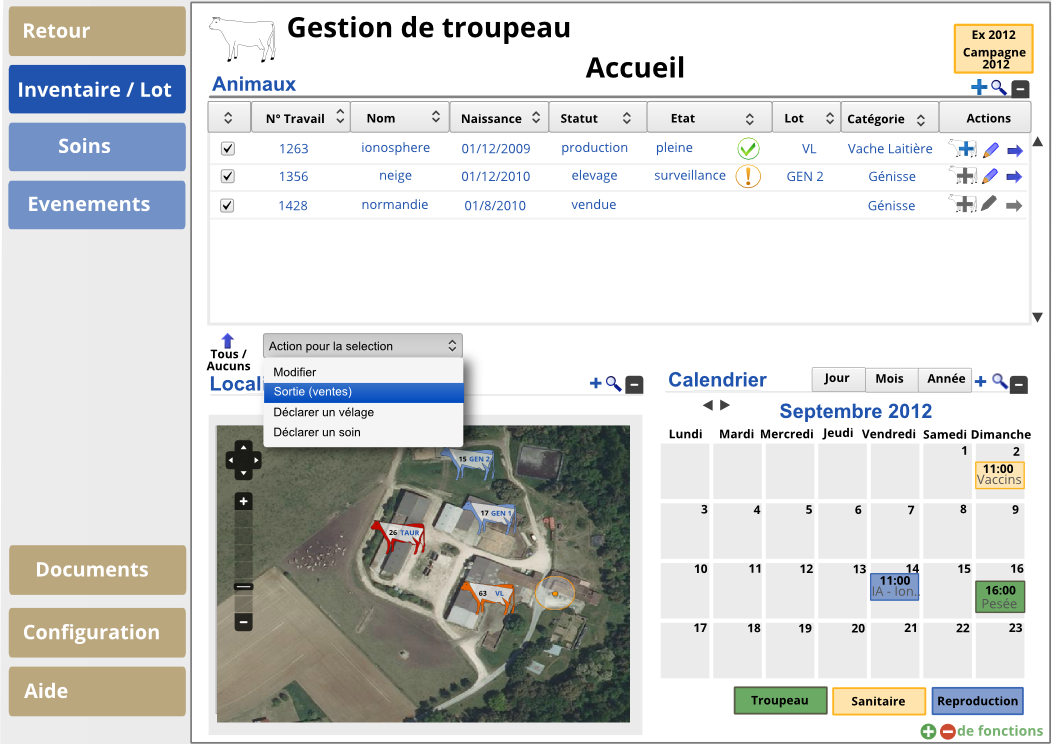 Retour
Inventaire / Lot
Soins
Evenements
Documents
Configuration
Aide
Gestion de troupeau
Accueil
Ex 2012
Campagne
2012
Animaux
N° Travail Nom Naissance Statut Etat Lot Catégorie Actions
1263 ionosphere 01/12/2009 production pleine VL Vache Laitière
1356 neige 01/12/2010 elevage surveillance GEN 2 Génisse
1428 normandie 01/8/2010 vendue Génisse
Tous /
Aucuns
Action pour la selection
Modifier
Sortie (ventes)
Déclarer un vélage
Déclarer un soin
Locali
15 GEN 2
17 GEN 1
26 TAUR
63 VL
Calendrier
Jour Mois Année
Septembre 2012
Lundi Mardi Mercredi Jeudi Vendredi Samedi Dimanche
1 2
11:00
Vaccins
3 4 5 6 7 8 9
10 11 12 13 14 15 16
11:00
IA - Ion..
16:00
Pesée
17 18 19 20 21 22 23
Troupeau Sanitaire Reproduction
de fonctions